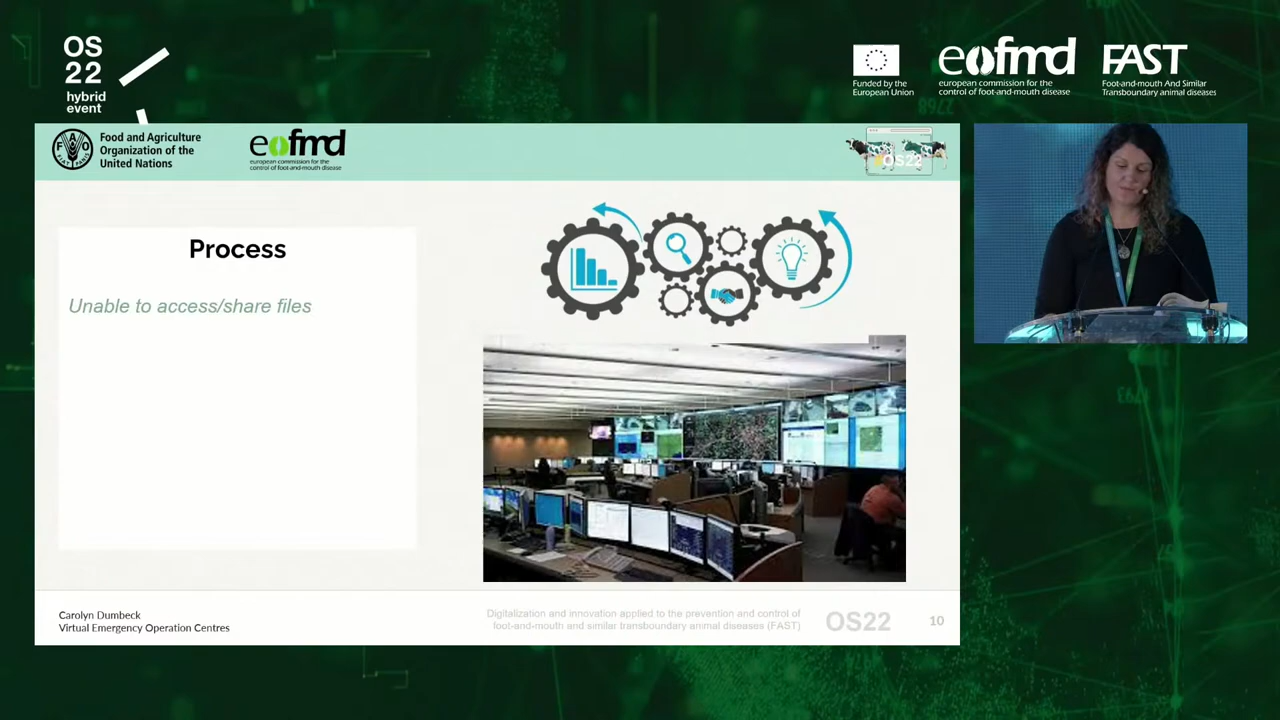 OS
22
hybrid
event
Funded by the
European Union
eofmd
european commission for the
control of foot-and-mouth disease
FAST
Foot-and-mouth And Similar
Transboundary animal diseases
Food and Agriculture
Organization of the
United Nations
eofmd
european commission for the
control of foot-and-mouth disease
#OS22
Process
Unable to access/share files
Carolyn Dumbeck
Virtual Emergency Operation Centres
Digitalization and innovation applied to the prevention and control of
foot-and-mouth and similar transboundary animal diseases (FAST)
OS22
10